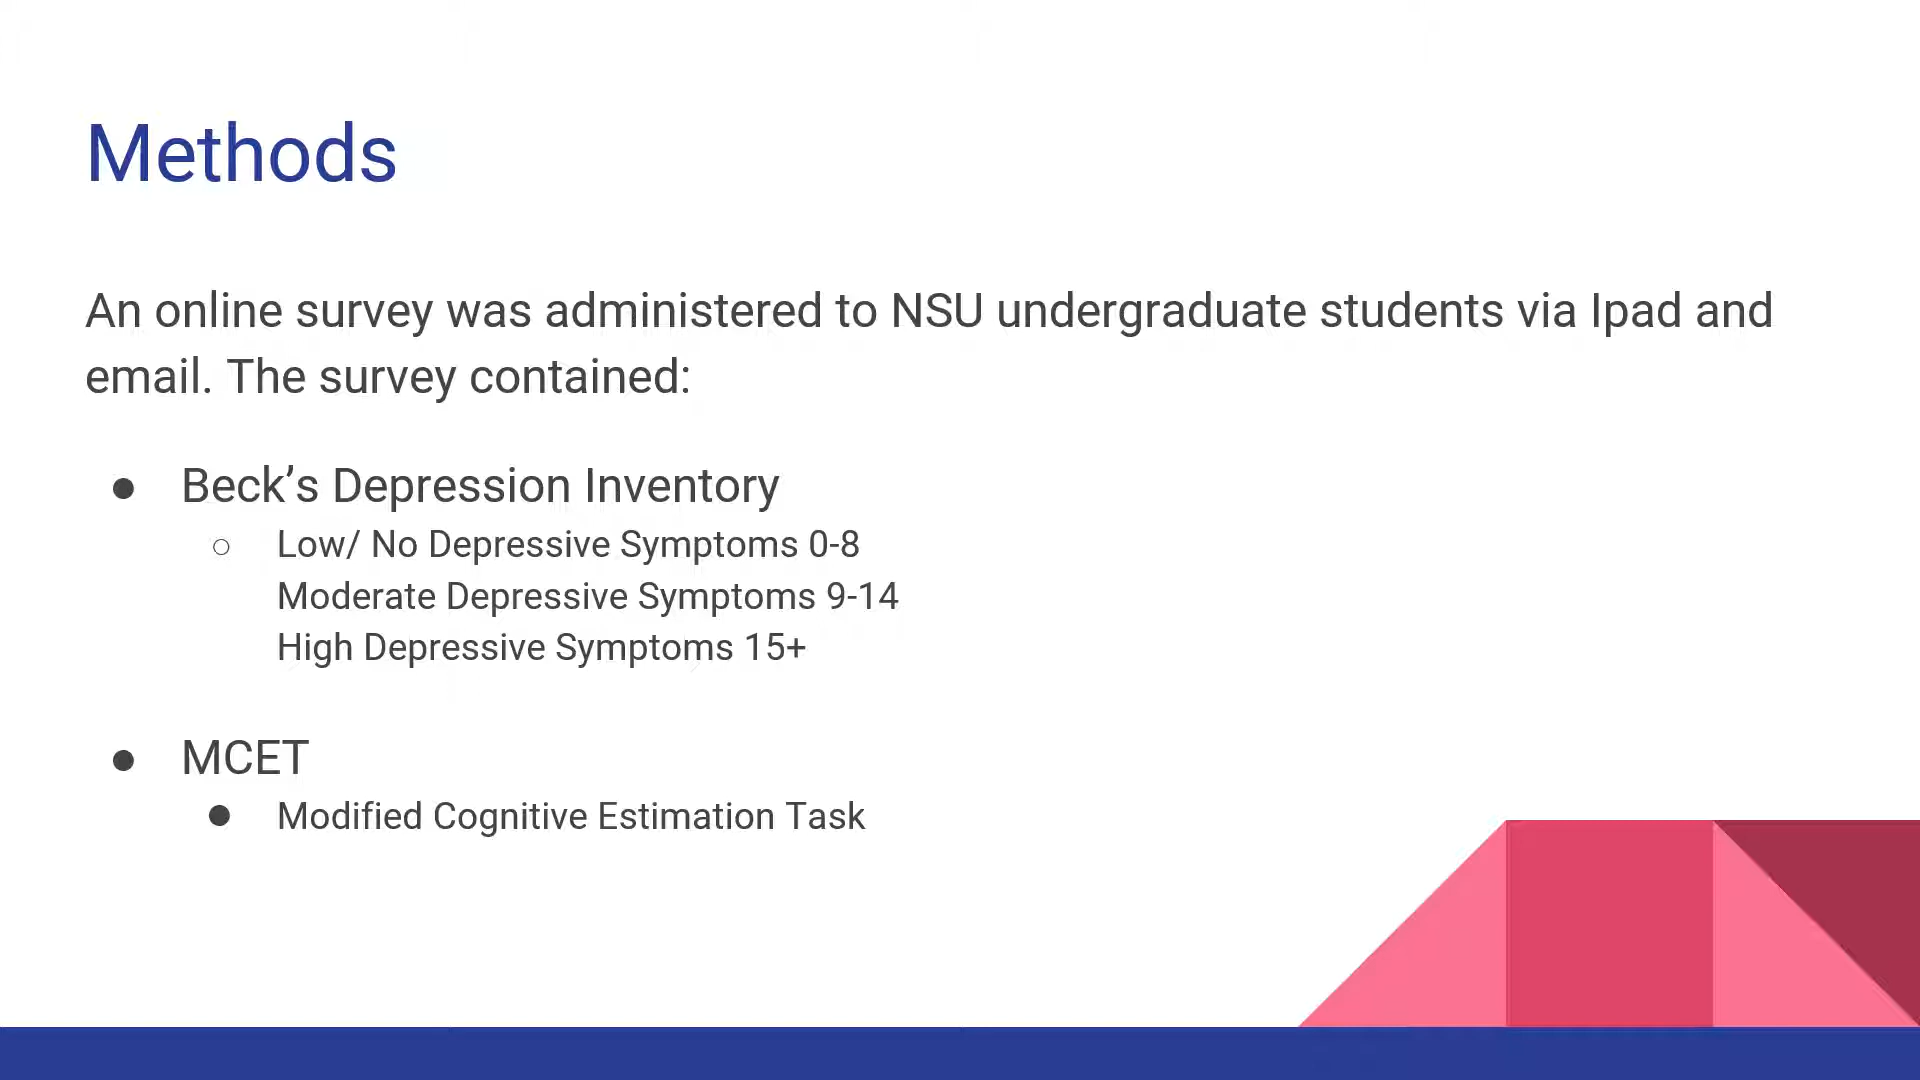 Methods
An online survey was administered to NSU undergraduate students via Ipad and
email. The survey contained:
● Beck’s Depression Inventory
○ Low/ No Depressive Symptoms 0-8
Moderate Depressive Symptoms 9-14
High Depressive Symptoms 15+
● MCET
● Modified Cognitive Estimation Task